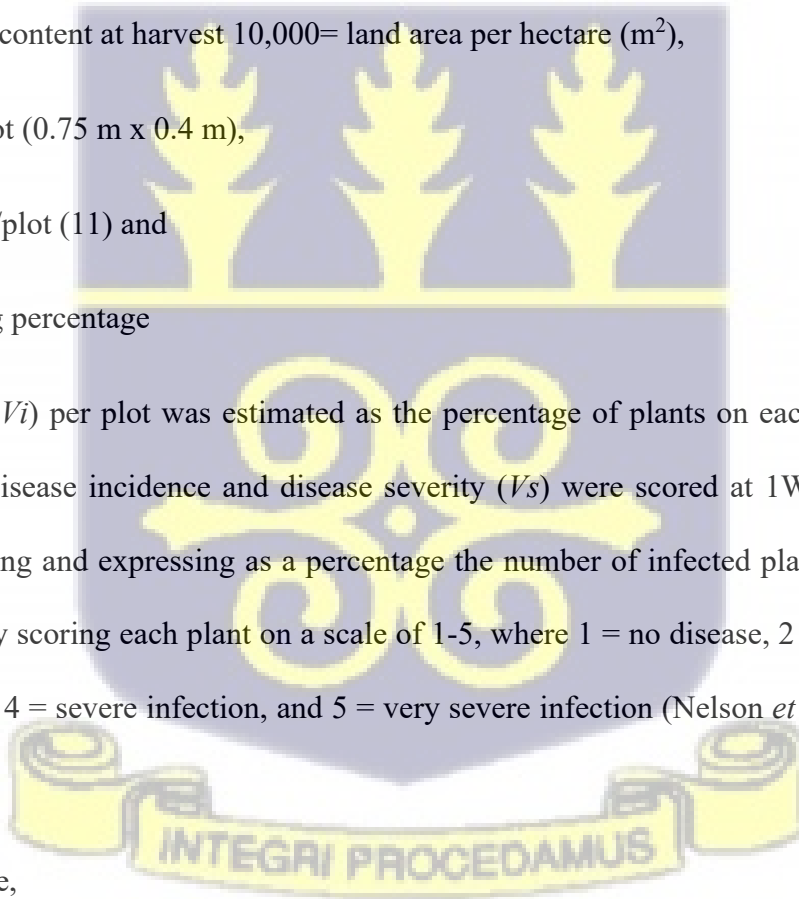 content at harvest 10,000= land area per hectare (m²),
ot (0.75 m x 0.4 m),
/plot (11) and
g percentage
Vi) per plot was estimated as the percentage of plants on each
isease incidence and disease severity (Vs) were scored at 1W
ng and expressing as a percentage the number of infected pla
y scoring each plant on a scale of 1-5, where 1 = no disease, 2
4 = severe infection, and 5 = very severe infection (Nelson et
INTEGRI PROCEDAMUS
e,